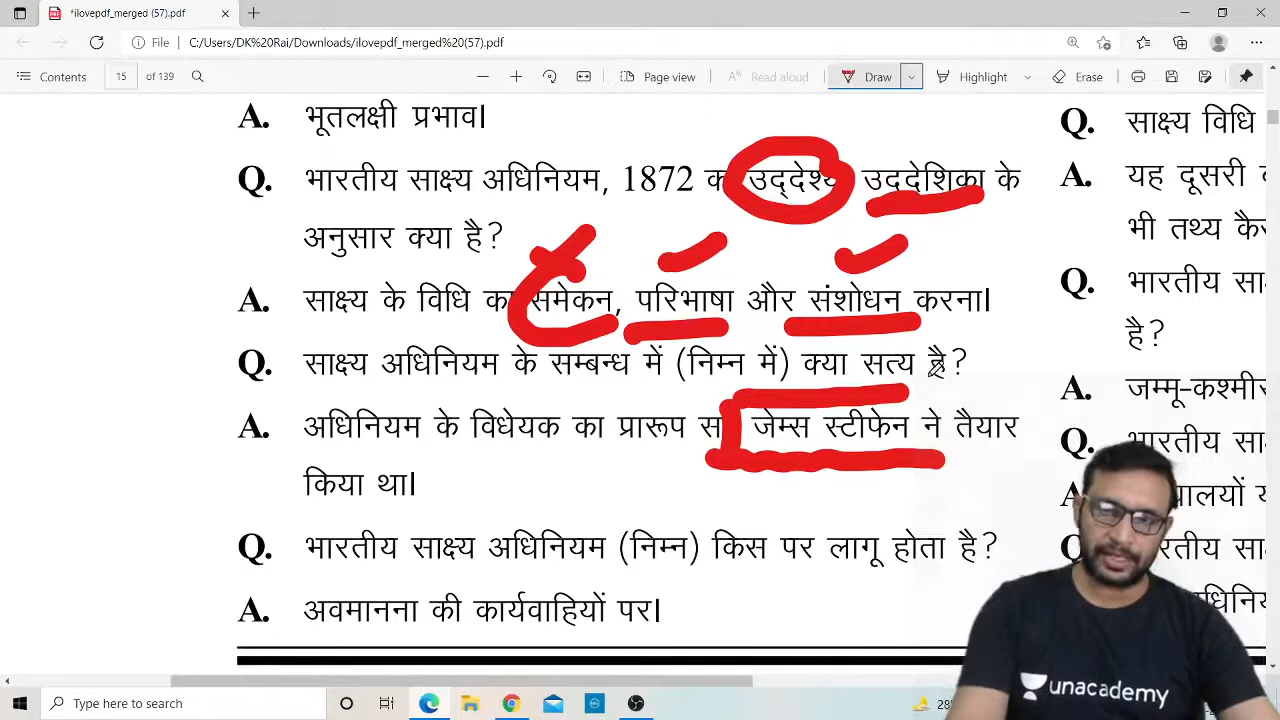 *ilovepdf_merged (57).pdf
File
C:/Users/DK%20Rai/Downloads/ilovepdf_merged%20(57).pdf
Contents
15
of 139
Page view
Read aloud
Draw
Highlight
Erase
A. भूतलक्षी प्रभाव।
Q. भारतीय साक्ष्य अधिनियम, 1872 का उद्देश्य उद्देशिका के
अनुसार क्या है?
A. साक्ष्य के विधि का समेकन, परिभाषा और संशोधन करना।
Q. साक्ष्य अधिनियम के सम्बन्ध में (निम्न में) क्या सत्य है?
A. अधिनियम के विधेयक का प्रारूप सर जेम्स स्टीफेन ने तैयार
किया था।
Q. भारतीय साक्ष्य अधिनियम (निम्न) किस पर लागू होता है?
A. अवमानना की कार्यवाहियों पर।
Q. साक्ष्य विधि
A. यह दूसरी
भी तथ्य
Q. भारतीय
है?
A. जम्मू-कश्मीर
Q. भारतीय
unacademy
Type here to search
28